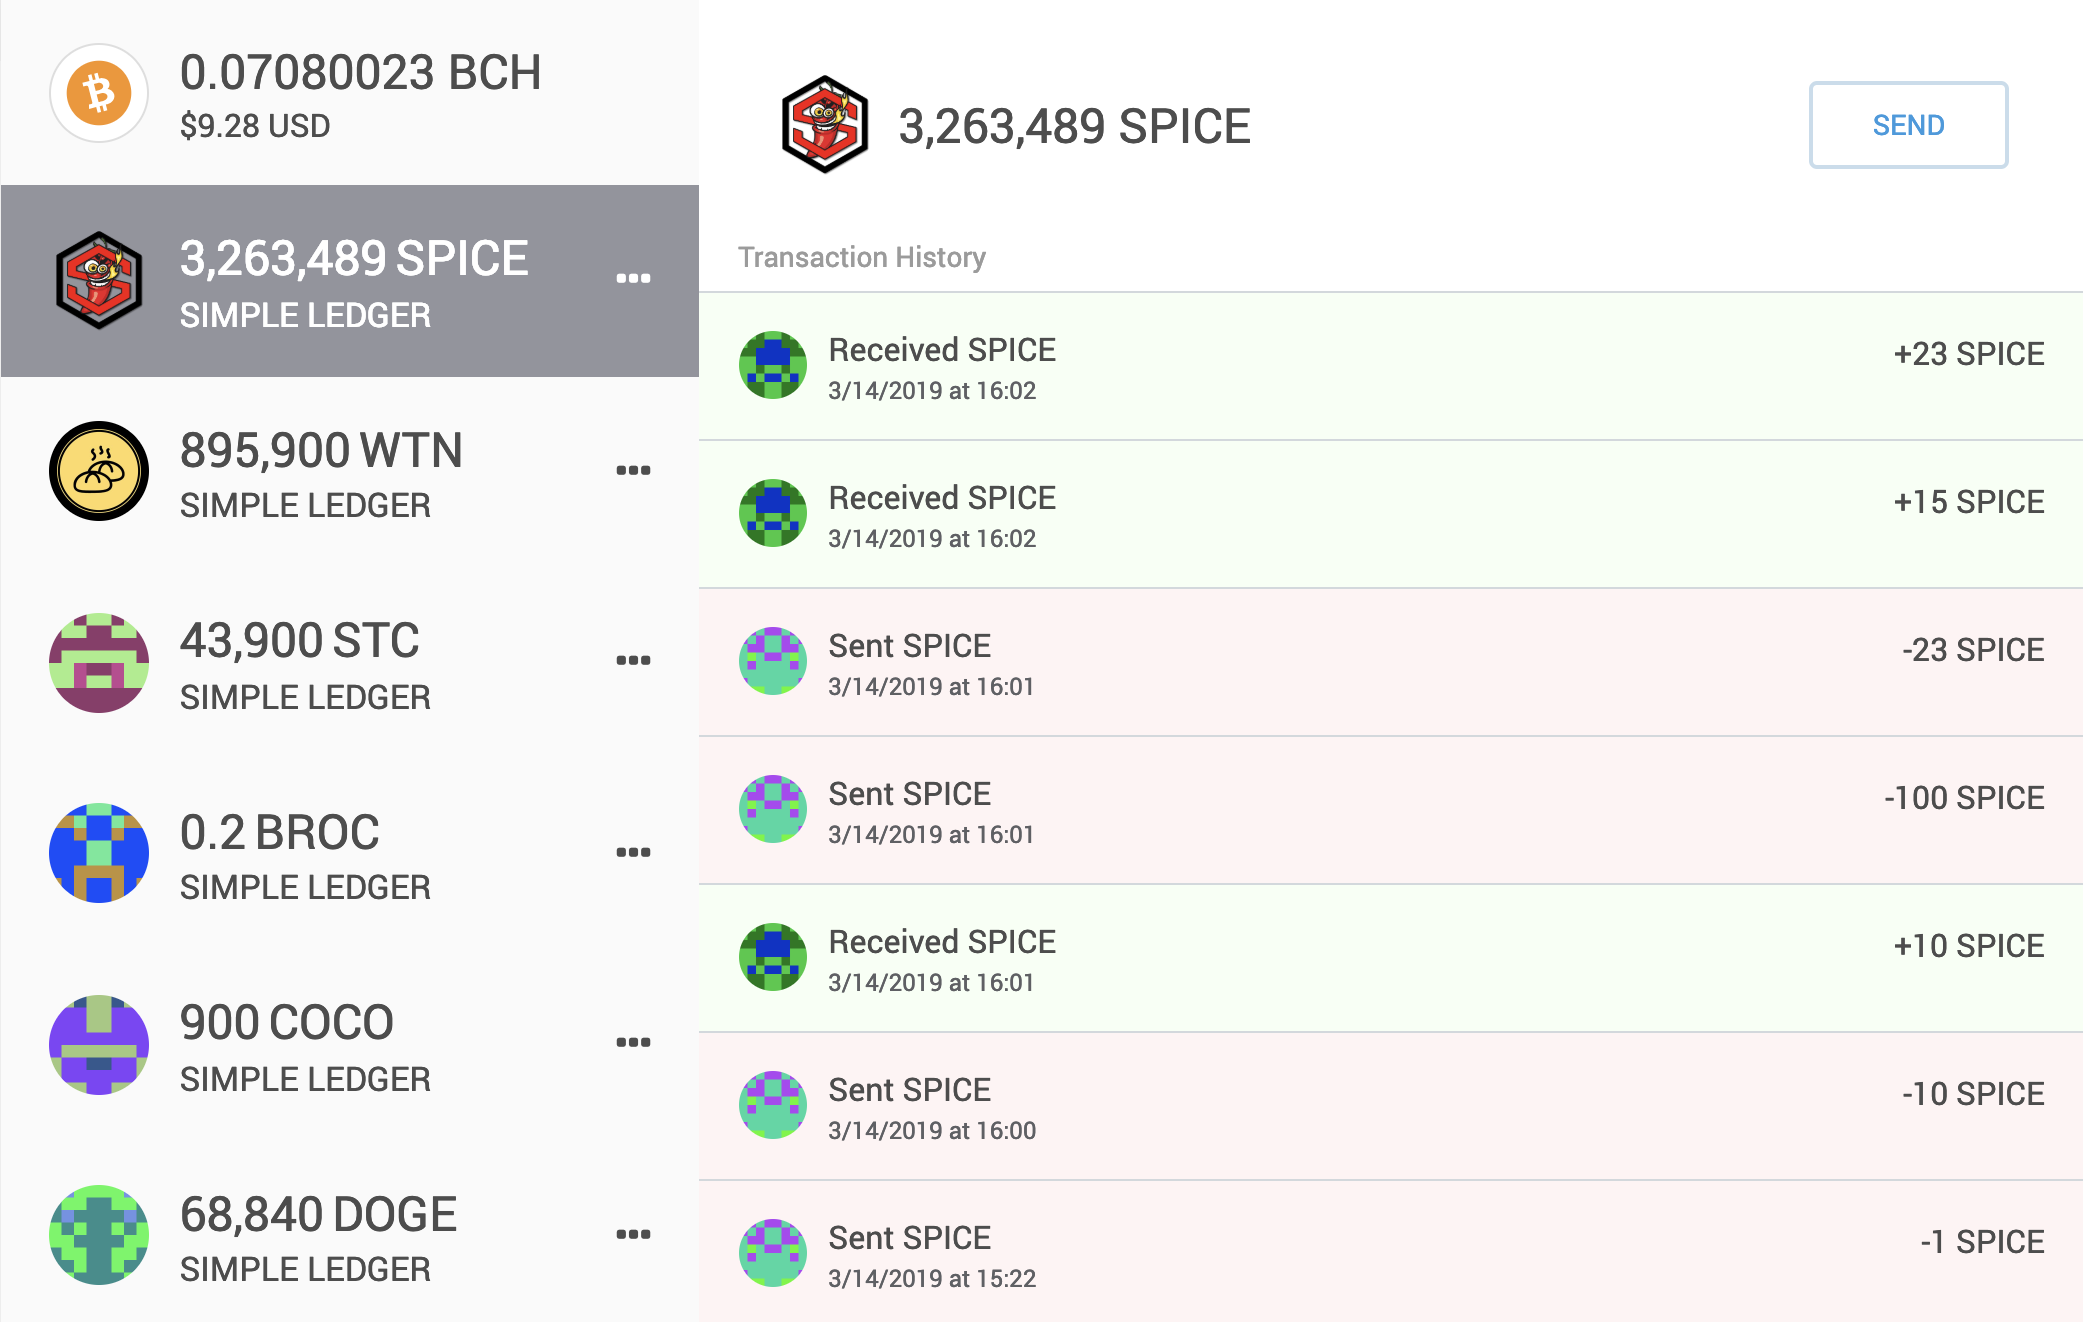 0.07080023 BCH
$9.28 USD
3,263,489 SPICE
SIMPLE LEDGER
895,900 WTN
SIMPLE LEDGER
43,900 STC
SIMPLE LEDGER
0.2 BROC
SIMPLE LEDGER
900 COCO
SIMPLE LEDGER
68,840 DOGE
SIMPLE LEDGER
3,263,489 SPICE
SEND
Transaction History
Received SPICE
+23 SPICE
3/14/2019 at 16:02
Received SPICE
+15 SPICE
3/14/2019 at 16:02
Sent SPICE
-23 SPICE
3/14/2019 at 16:01
Sent SPICE
-100 SPICE
3/14/2019 at 16:01
Received SPICE
+10 SPICE
3/14/2019 at 16:01
Sent SPICE
-10 SPICE
3/14/2019 at 16:00
Sent SPICE
-1 SPICE
3/14/2019 at 15:22